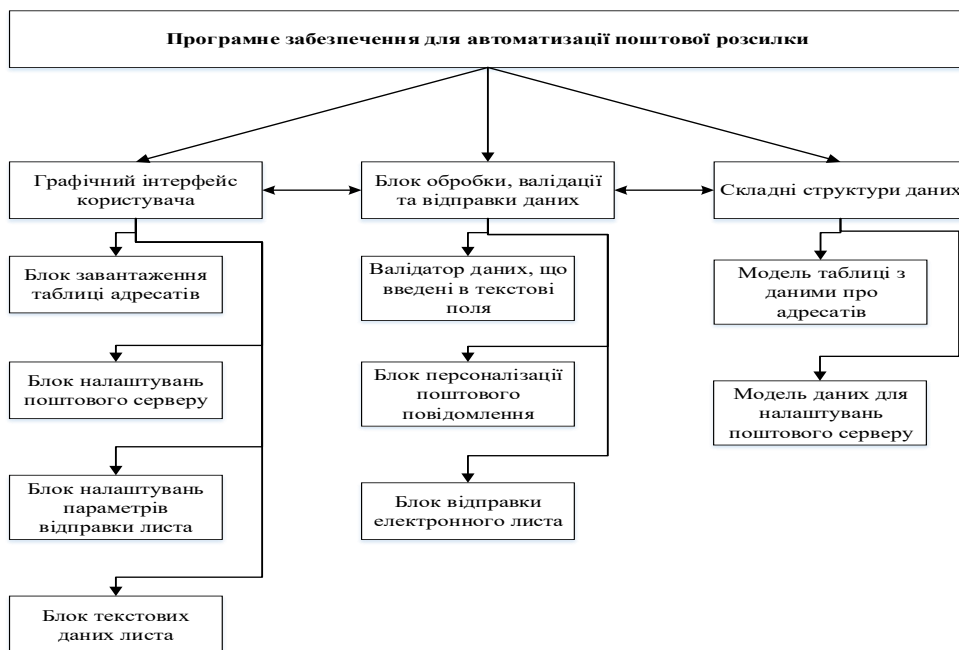 Програмне забезпечення для автоматизації поштової розсилки
Графічний інтерфейс
користувача
Блок обробки, валідації
та відправки даних
Складні структури даних
Блок завантаження
таблиці адресатів
Блок налаштувань
поштового серверу
Блок налаштувань
параметрів
відправки листа
Блок текстових
даних листа
Валідатор даних, що
введені в текстові
поля
Блок персоналізації
поштового
повідомлення
Блок відправки
електронного листа
Модель таблиці з
даними про
адресатів
Модель даних для
налаштувань
поштового серверу